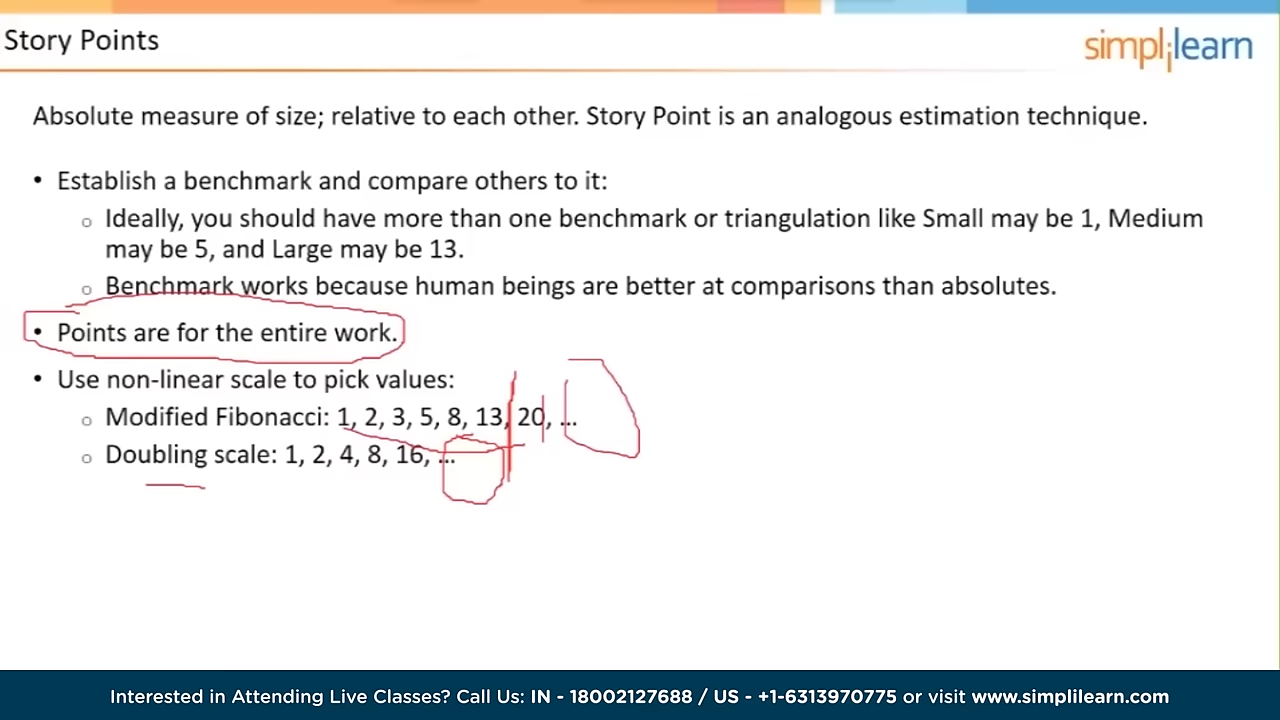 Story Points
simplilearn
Absolute measure of size; relative to each other. Story Point is an analogous estimation technique.
• Establish a benchmark and compare others to it:
o Ideally, you should have more than one benchmark or triangulation like Small may be 1, Medium
may be 5, and Large may be 13.
o Benchmark works because human beings are better at comparisons than absolutes.
• Points are for the entire work.
• Use non-linear scale to pick values:
o Modified Fibonacci: 1, 2, 3, 5, 8, 13, 20, ...
o Doubling scale: 1, 2, 4, 8, 16, ...
Interested in Attending Live Classes? Call Us: IN - 18002127688 / US - +1-6313970775 or visit www.simplilearn.com